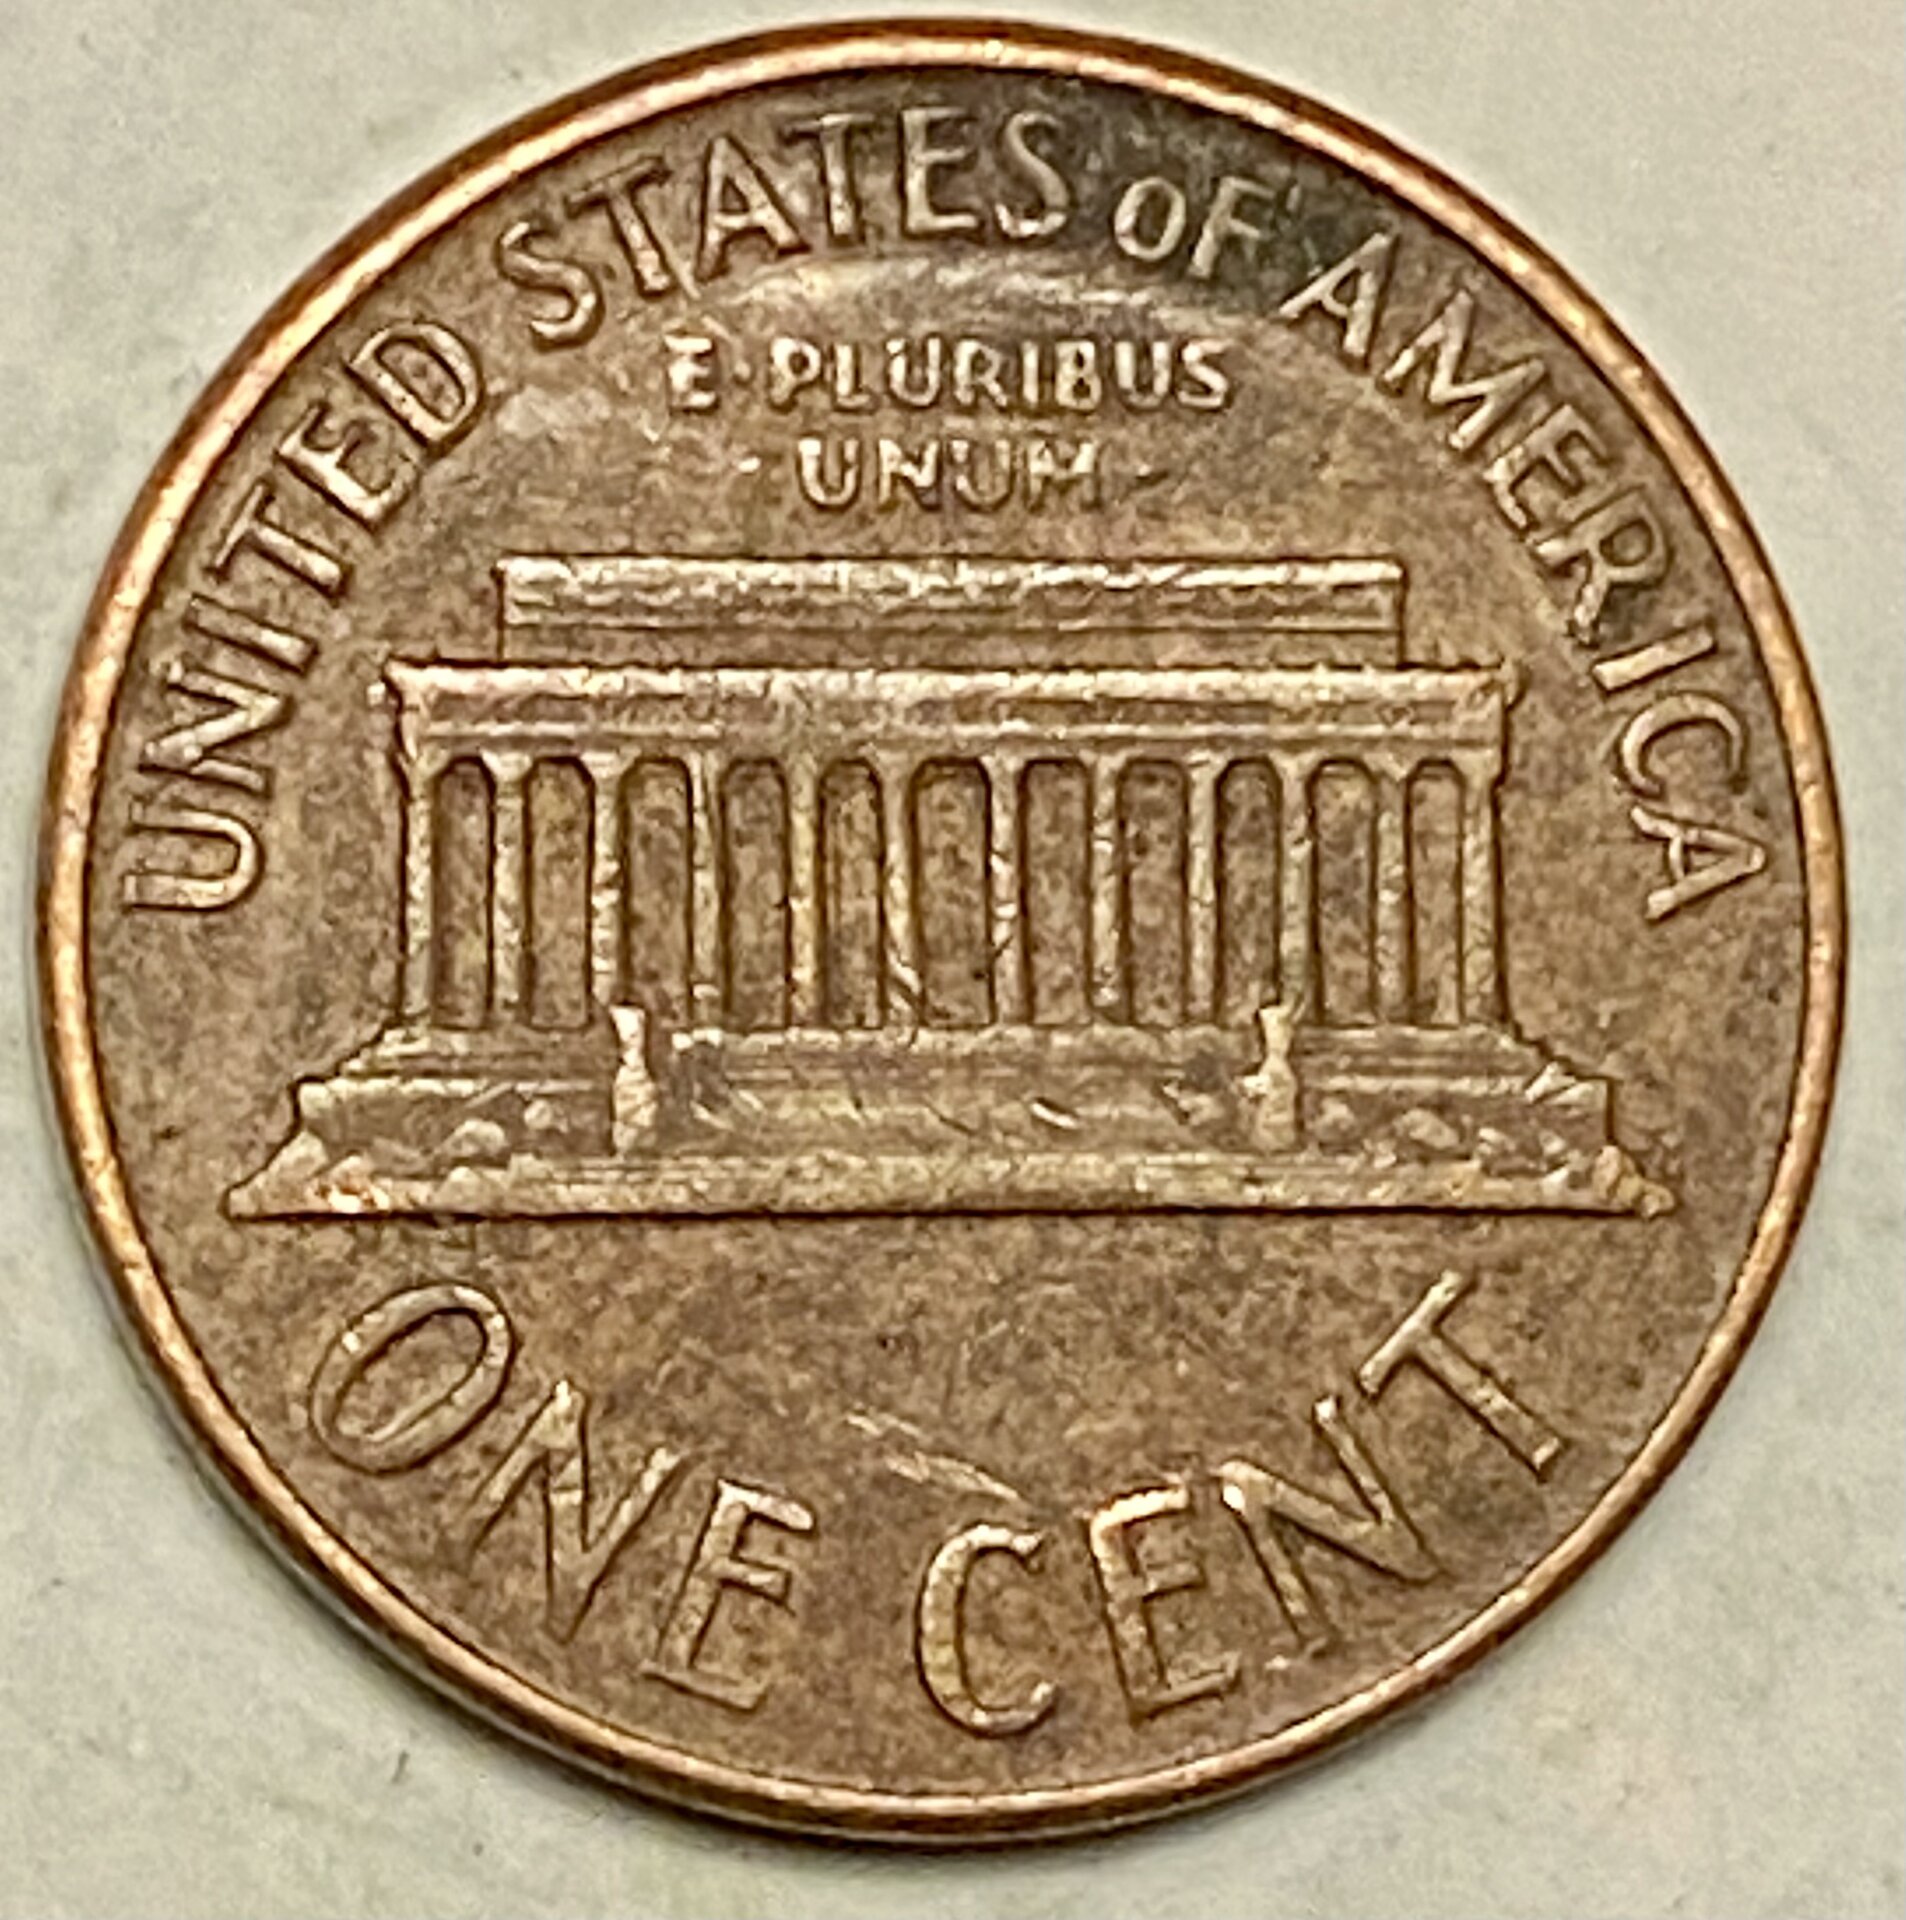 UNITED STATES OF AMERICA
E·PLURIBUS
·UNUM·
ONE CENT